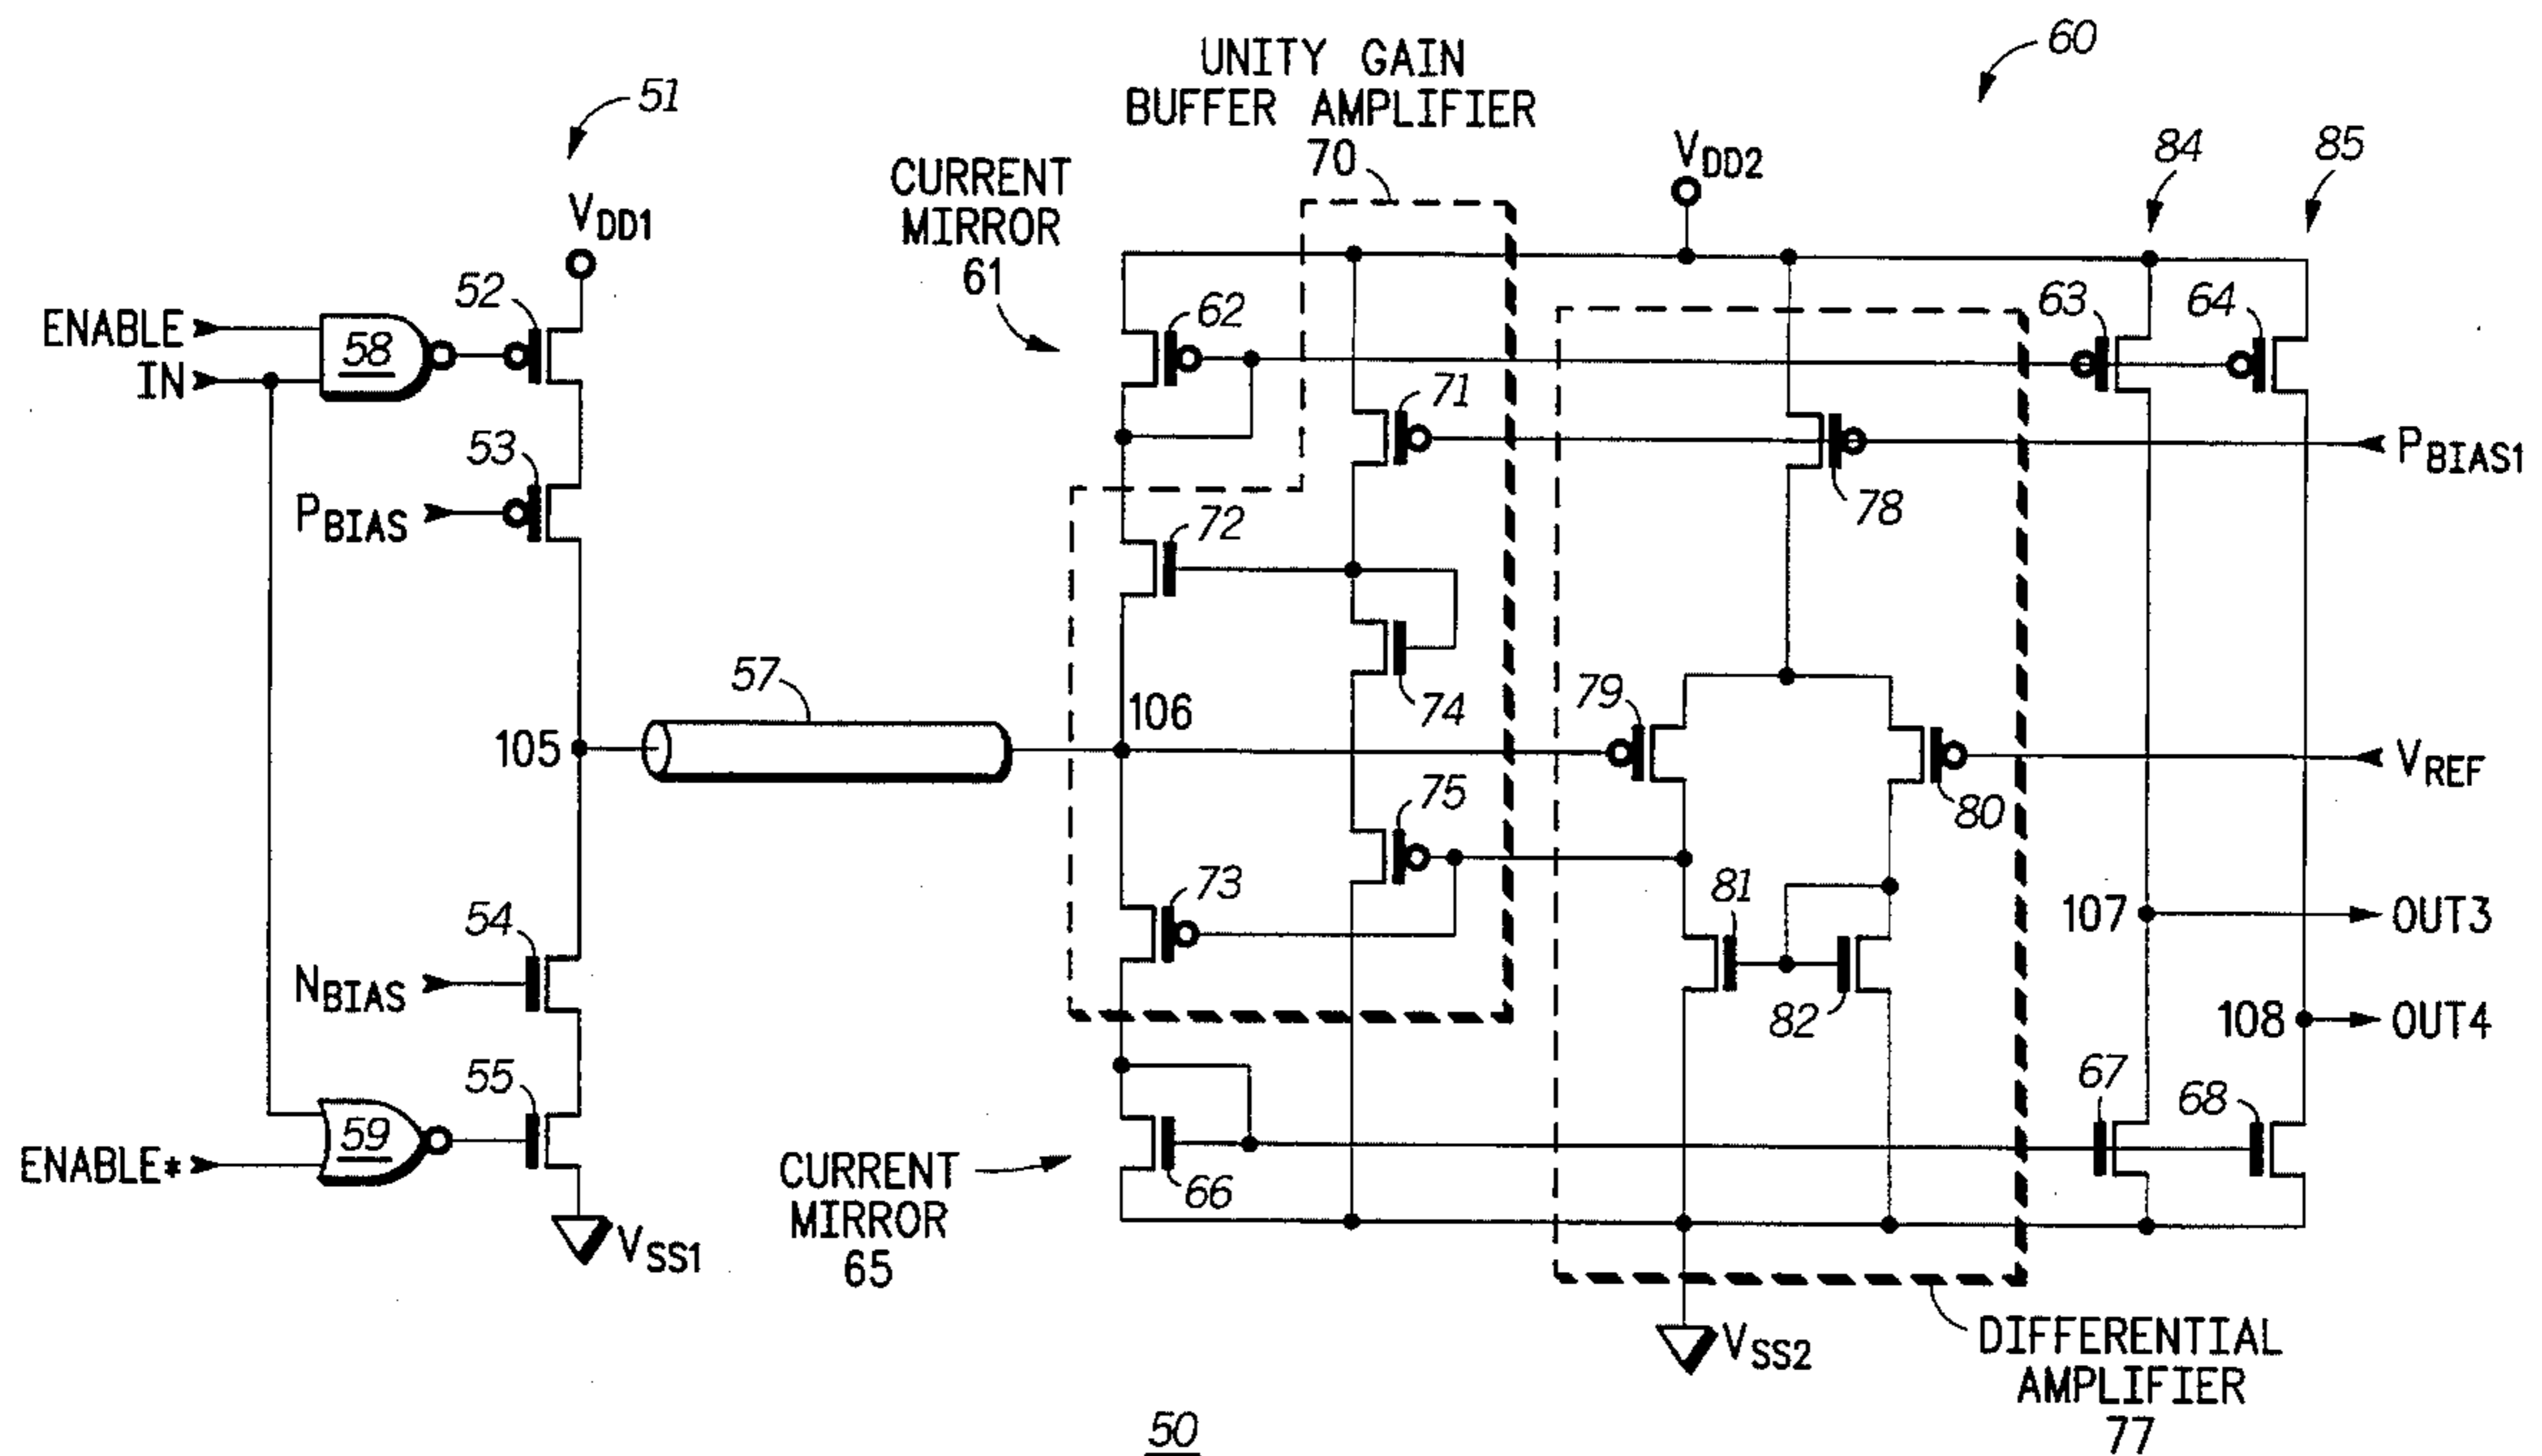 UNITY GAIN
BUFFER AMPLIFIER
70
60
51
84
85
CURRENT
MIRROR
61
VDD2
VDD1
52
62
63
64
ENABLE
IN
58
71
53
PBIAS1
PBIAS
78
72
57
74
79
106
105
VREF
75
80
73
81
54
107
OUT3
NBIAS
82
108
OUT4
55
67
68
59
ENABLE*
CURRENT
MIRROR
65
66
VSS1
DIFFERENTIAL
AMPLIFIER
77
VSS2
50